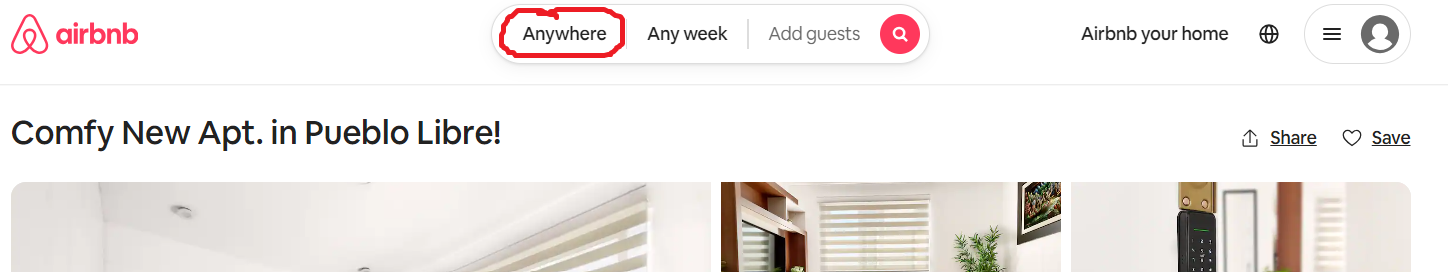 airbnb
Anywhere
Any week
Add guests
Airbnb your home
Comfy New Apt. in Pueblo Libre!
Share
Save